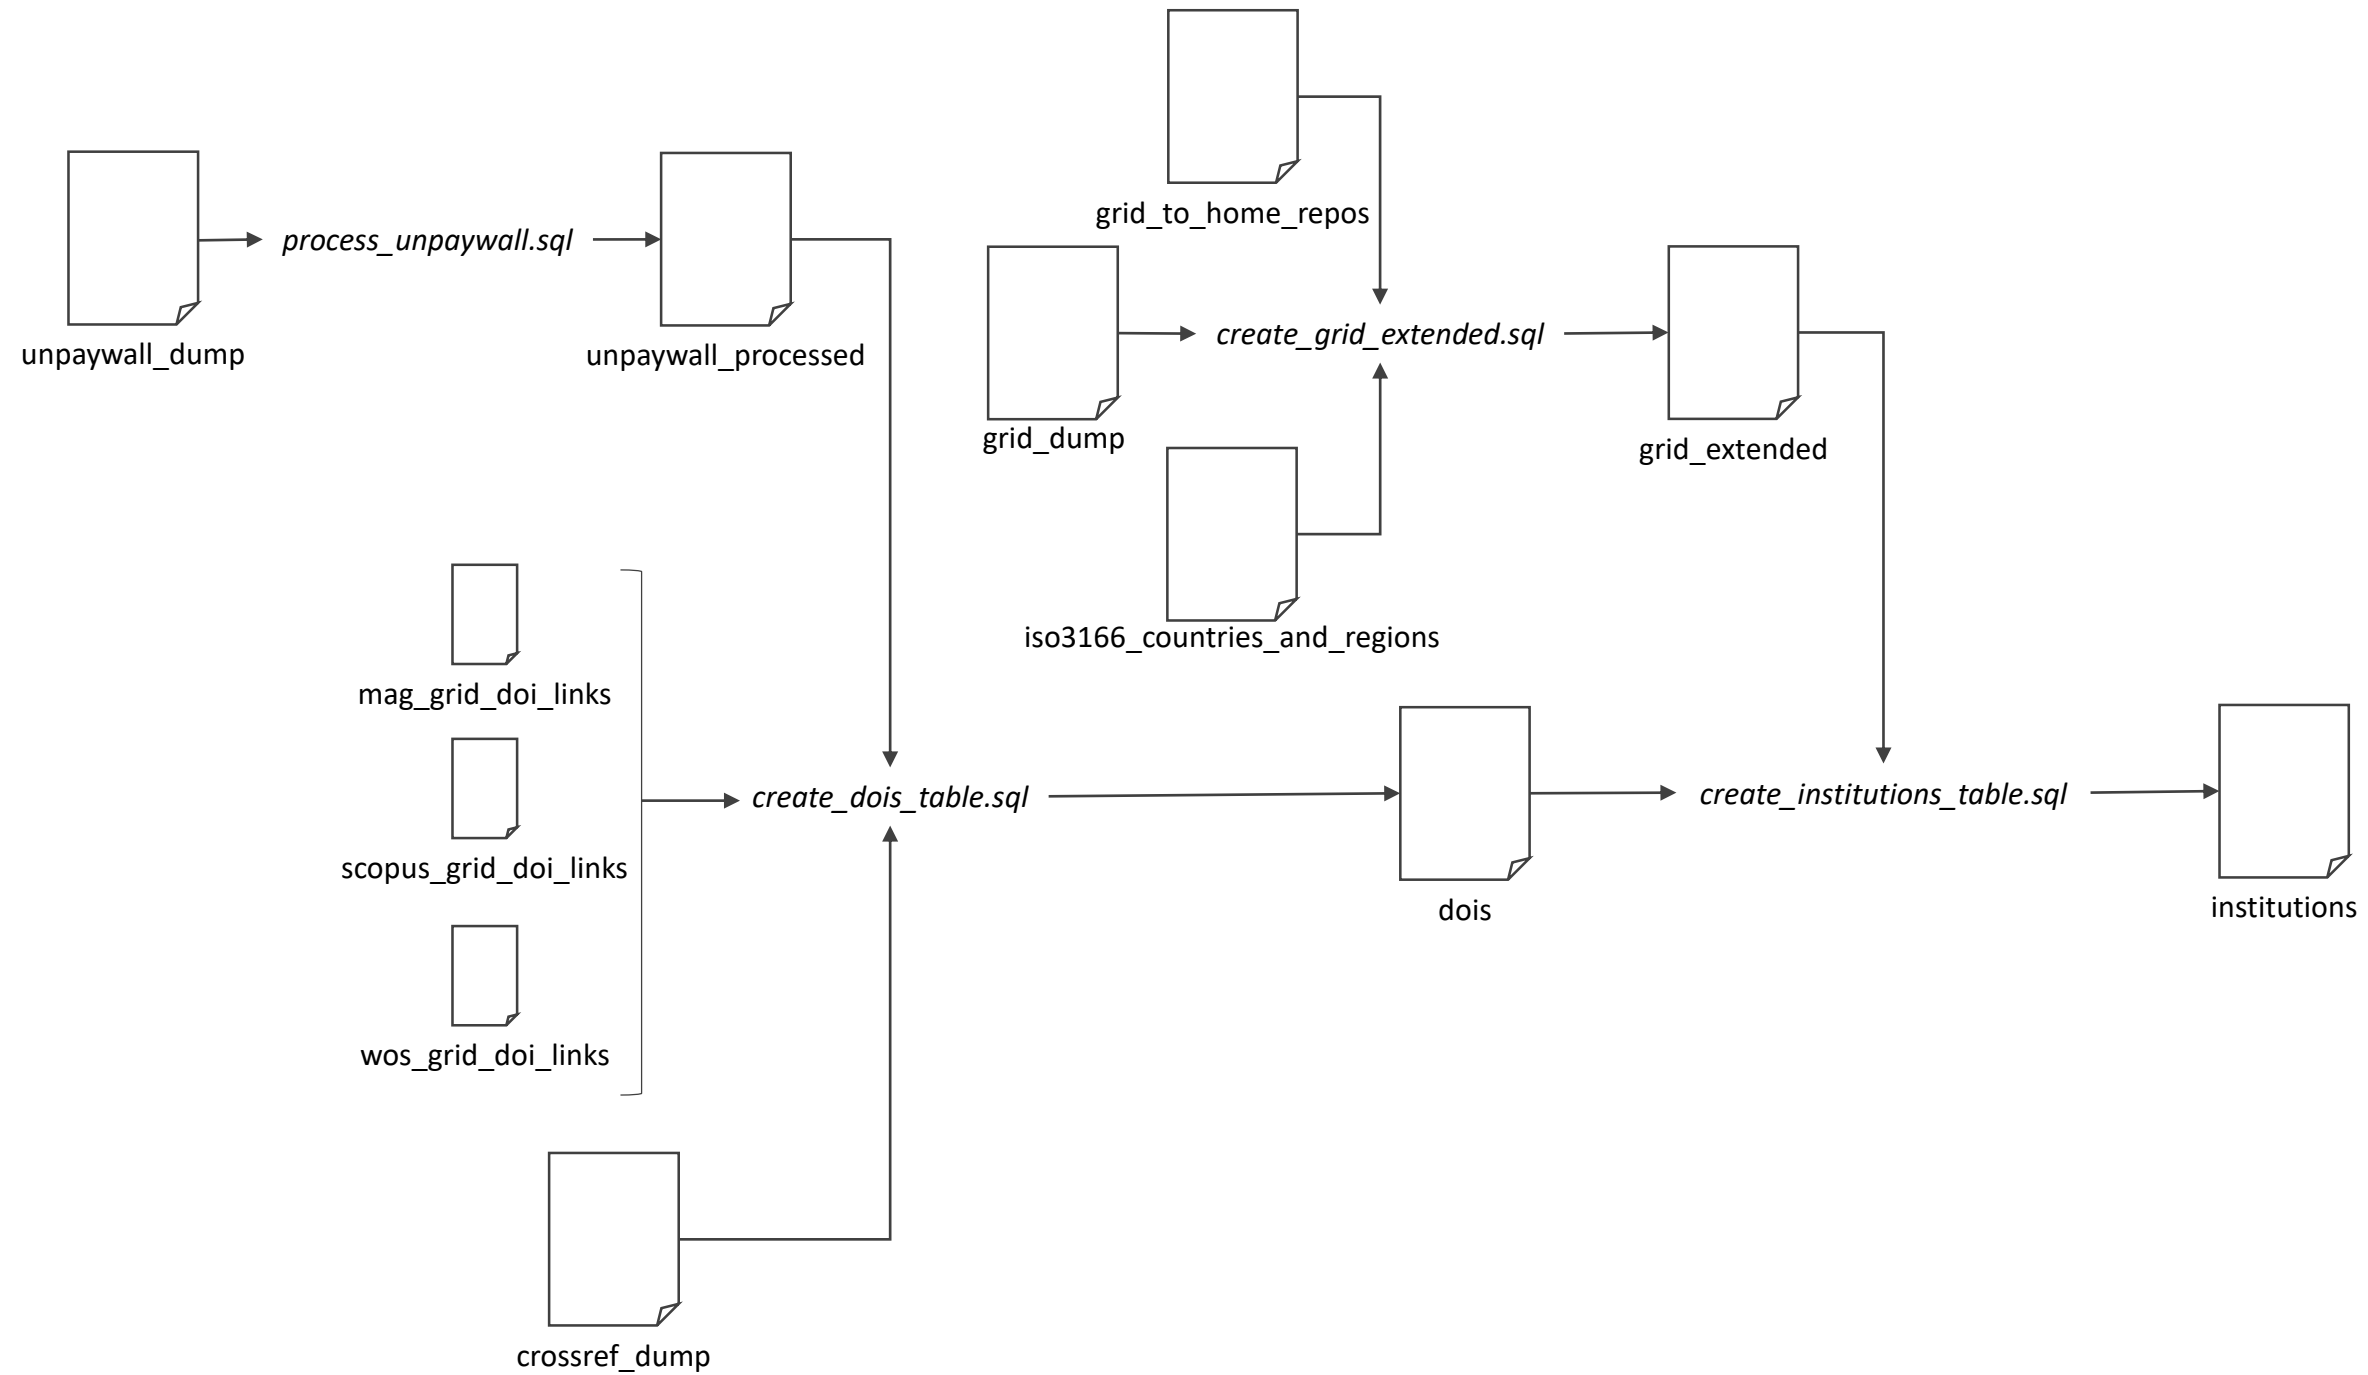 grid_to_home_repos
process_unpaywall.sql
unpaywall_dump
unpaywall_processed
create_grid_extended.sql
grid_dump
grid_extended
iso3166_countries_and_regions
mag_grid_doi_links
create_dois_table.sql
create_institutions_table.sql
scopus_grid_doi_links
dois
institutions
wos_grid_doi_links
crossref_dump